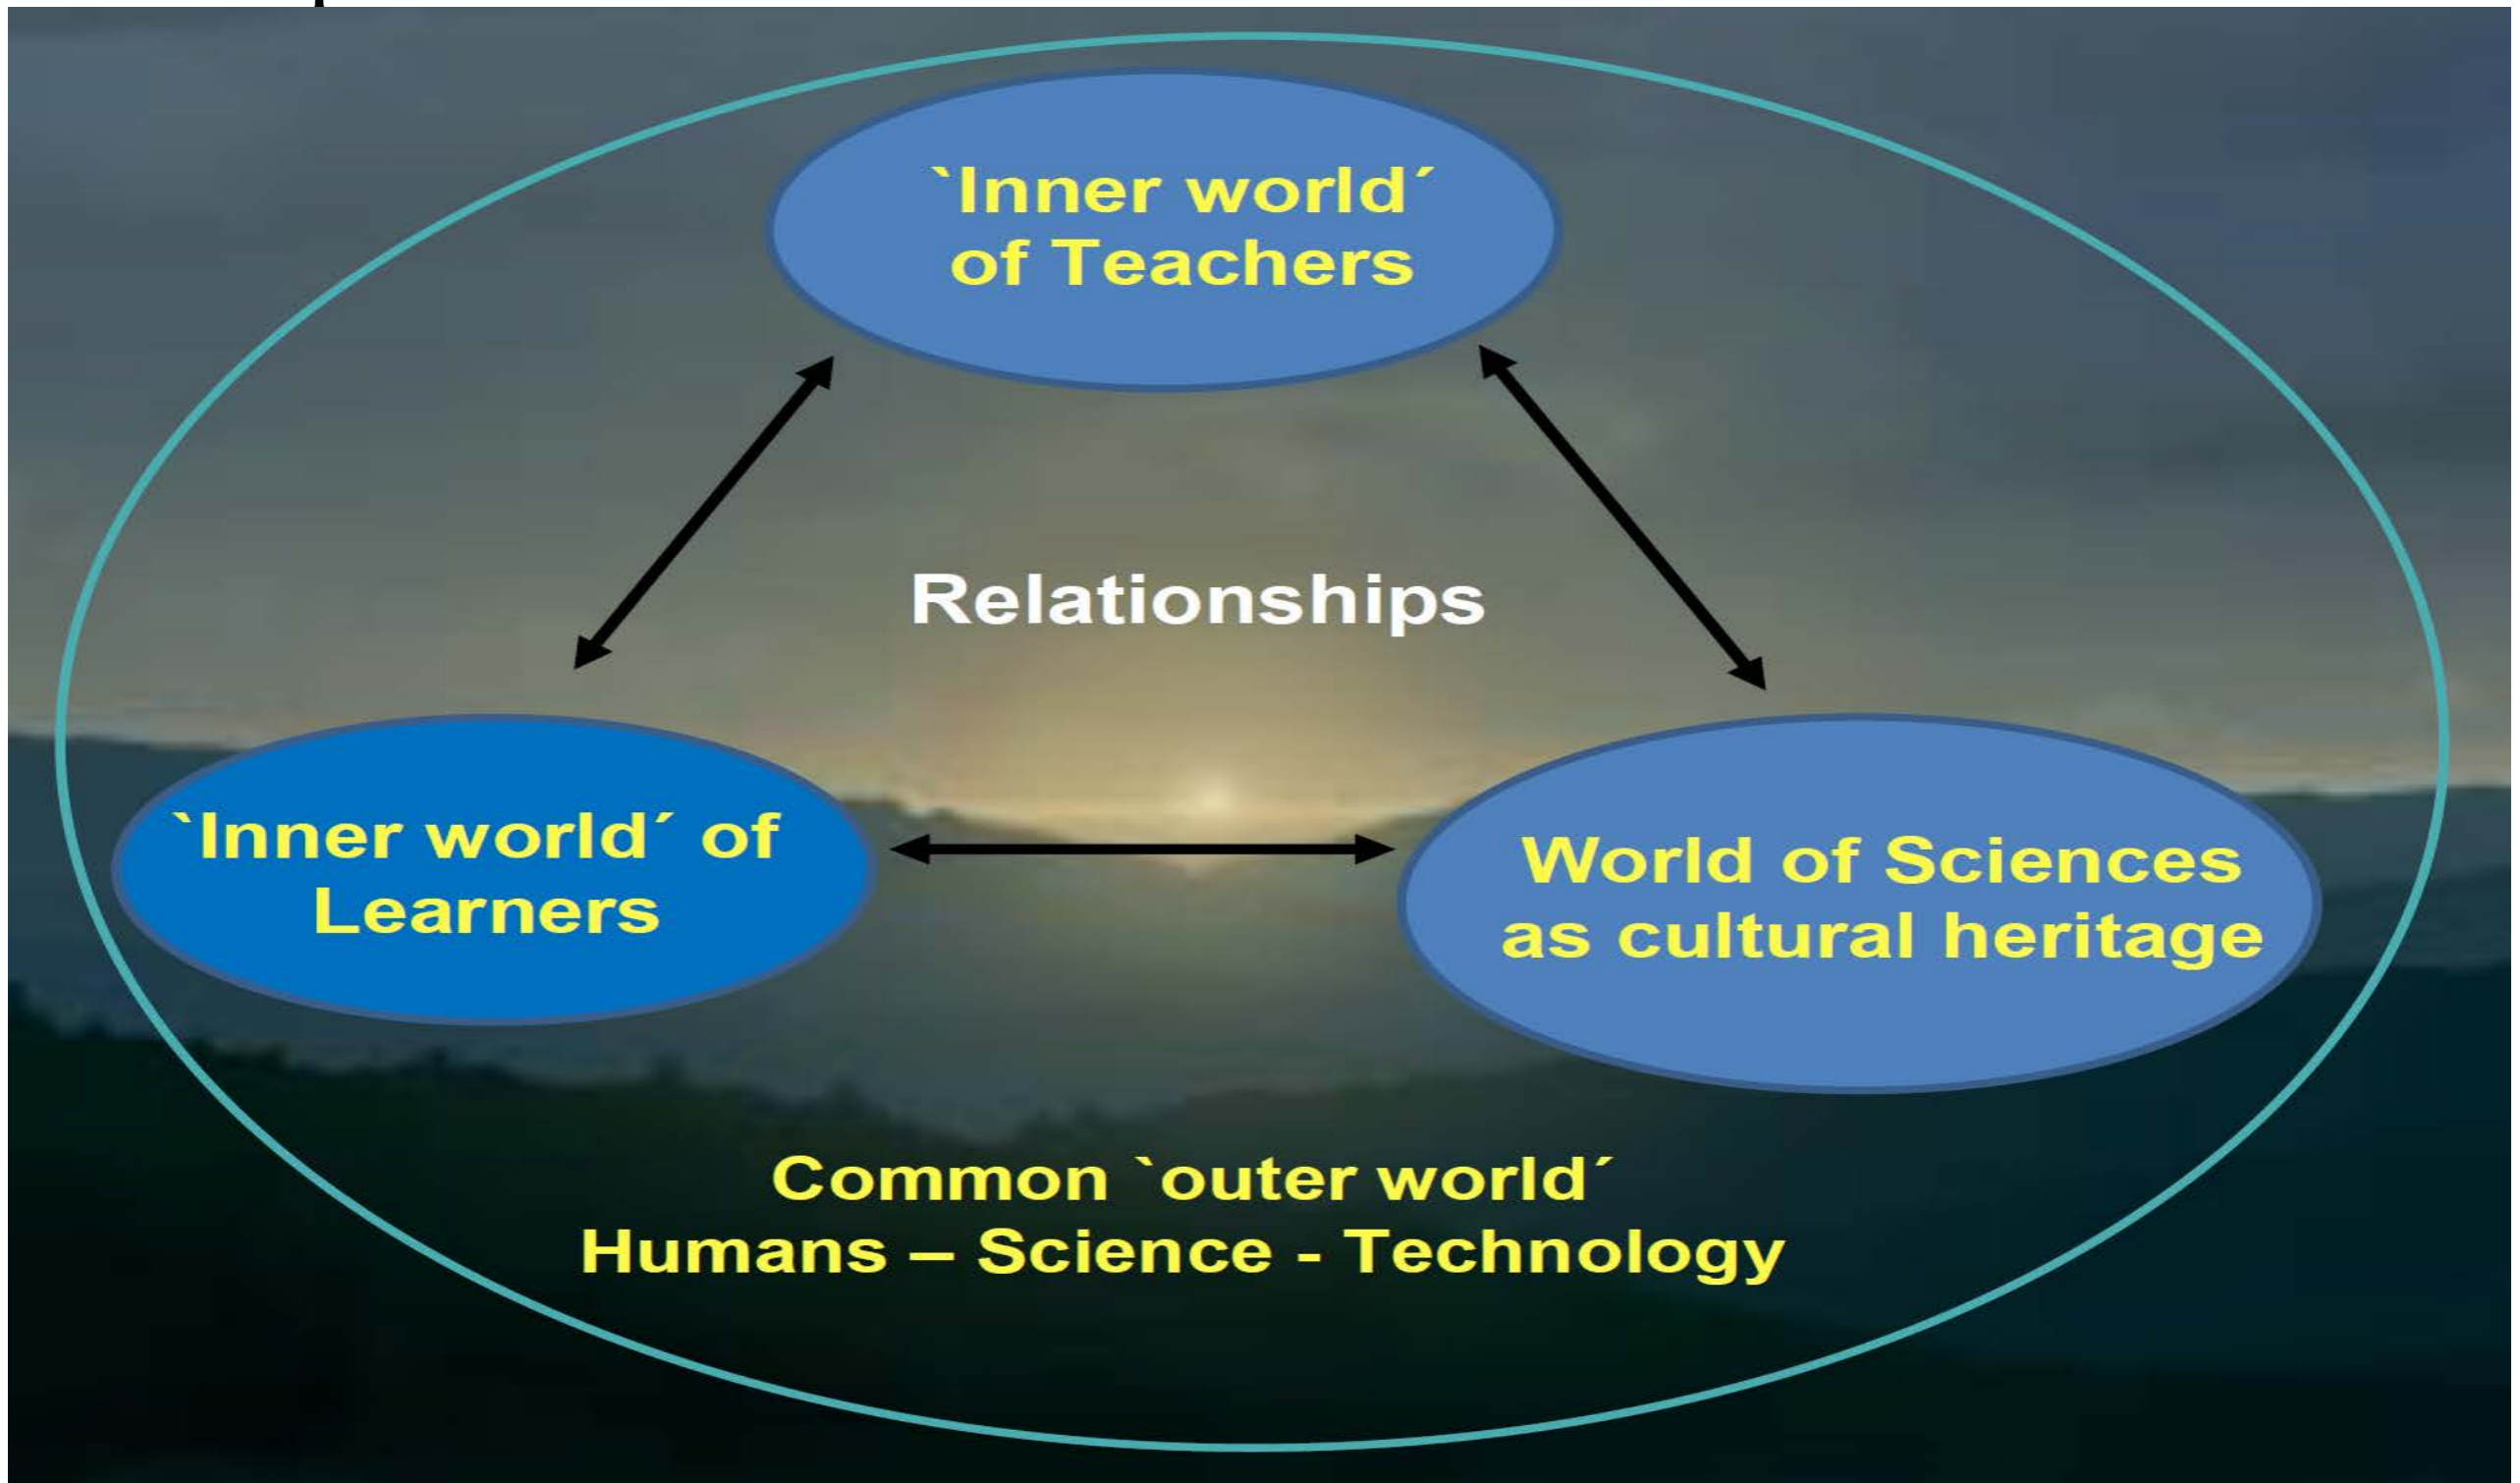 `Inner world´
of Teachers
Relationships
`Inner world´ of
Learners
World of Sciences
as cultural heritage
Common `outer world´
Humans – Science - Technology